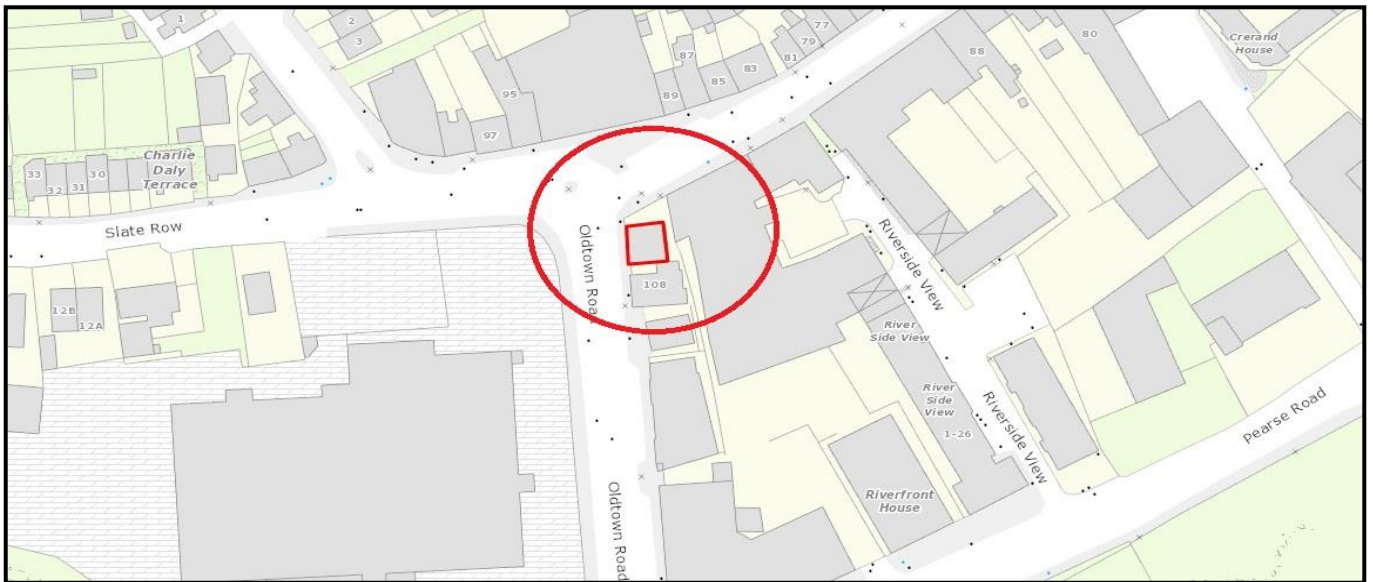 1
2
3
77
79
81
83
85
87
89
88
80
Crerand
House
95
97
Charlie
Daly
Terrace
33
32
31
30
Slate Row
Oldtown Road
108
12B
12A
Riverside View
River
Side View
River
Side
View
1-26
Riverside View
Pearse Road
Riverfront
House
Oldtown Road